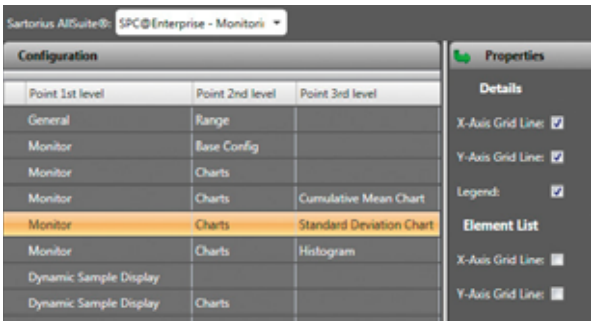 Sartorius AllSuite®: SPC@Enterprise - Monitori
Configuration
Point 1st level Point 2nd level Point 3rd level
General Range
Monitor Base Config
Monitor Charts
Monitor Charts Cumulative Mean Chart
Monitor Charts Standard Deviation Chart
Monitor Charts Histogram
Dynamic Sample Display
Dynamic Sample Display Charts
Properties
Details
X-Axis Grid Line:
Y-Axis Grid Line:
Legend:
Element List
X-Axis Grid Line:
Y-Axis Grid Line: